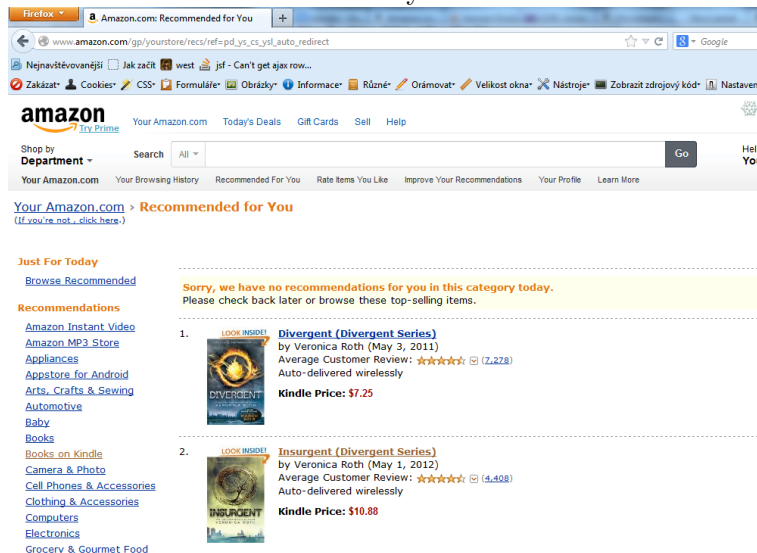 Firefox
Amazon.com: Recommended for You
www.amazon.com/gp/yourstore/recs/ref=pd_ys_cs_ysl_auto_redirect
Google
Nejnavštěvovanější Jak začít west jsf - Can't get ajax row...
Zakázat Cookies CSS Formuláře Obrázky Informace Různé Orámovat Velikost okna Nástroje Zobrazit zdrojový kód Nastaven
amazon
Try Prime
Your Amazon.com Today's Deals Gift Cards Sell Help
Shop by
Department
Search All Go
Hel
Yo
Your Amazon.com Your Browsing History Recommended For You Rate Items You Like Improve Your Recommendations Your Profile Learn More
Your Amazon.com › Recommended for You
(If you're not , click here.)
Just For Today
Browse Recommended
Recommendations
Amazon Instant Video
Amazon MP3 Store
Appliances
Appstore for Android
Arts, Crafts & Sewing
Automotive
Baby
Books
Books on Kindle
Camera & Photo
Cell Phones & Accessories
Clothing & Accessories
Computers
Electronics
Grocery & Gourmet Food
Sorry, we have no recommendations for you in this category today.
Please check back later or browse these top-selling items.
1.
LOOK INSIDE!
DIVERGENT
Divergent (Divergent Series)
by Veronica Roth (May 3, 2011)
Average Customer Review: (7,278)
Auto-delivered wirelessly
Kindle Price: $7.25
2.
LOOK INSIDE!
INSURGENT
Insurgent (Divergent Series)
by Veronica Roth (May 1, 2012)
Average Customer Review: (4,408)
Auto-delivered wirelessly
Kindle Price: $10.88